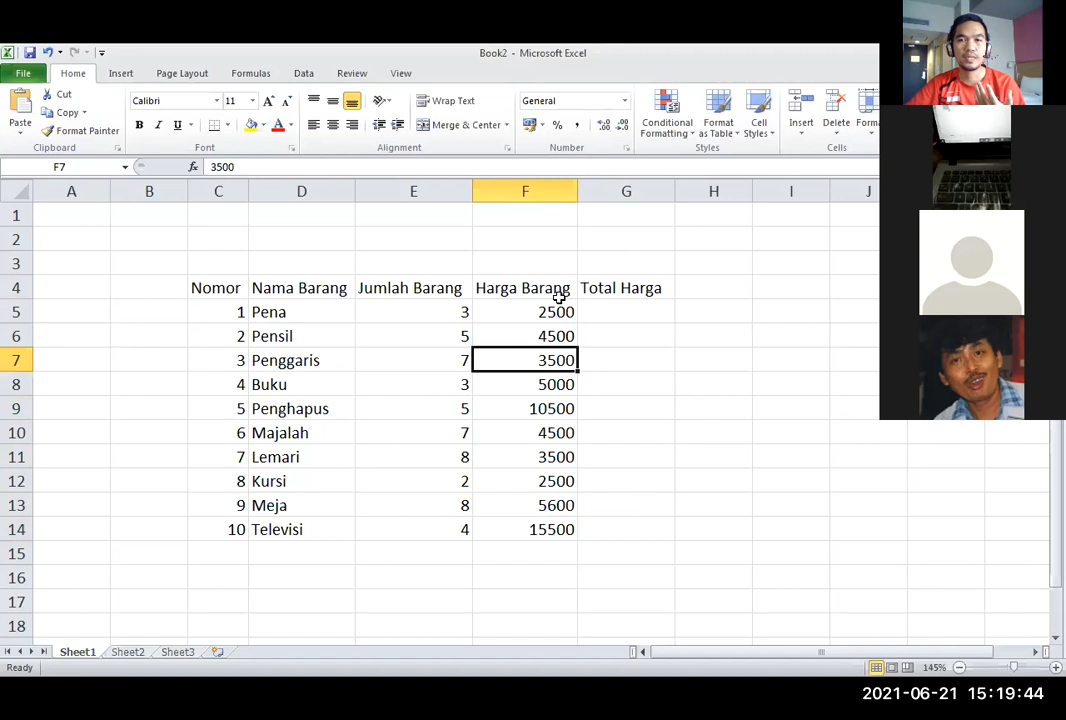 Book2 - Microsoft Excel
File Home Insert Page Layout Formulas Data Review View
Paste
Cut
Copy
Format Painter
Clipboard
Calibri 11
B I U
A A
Font
Wrap Text
Merge & Center
Alignment
General
% ,
Number
Conditional Formatting
Format as Table
Cell Styles
Styles
Insert Delete Forma
Cells
F7 fx 3500
A B C D E F G H I J
1
2
3
4 Nomor Nama Barang Jumlah Barang Harga Barang Total Harga
5 1 Pena 3 2500
6 2 Pensil 5 4500
7 3 Penggaris 7 3500
8 4 Buku 3 5000
9 5 Penghapus 5 10500
10 6 Majalah 7 4500
11 7 Lemari 8 3500
12 8 Kursi 2 2500
13 9 Meja 8 5600
14 10 Televisi 4 15500
15
16
17
18
Sheet1 Sheet2 Sheet3
Ready 145%
2021-06-21 15:19:44